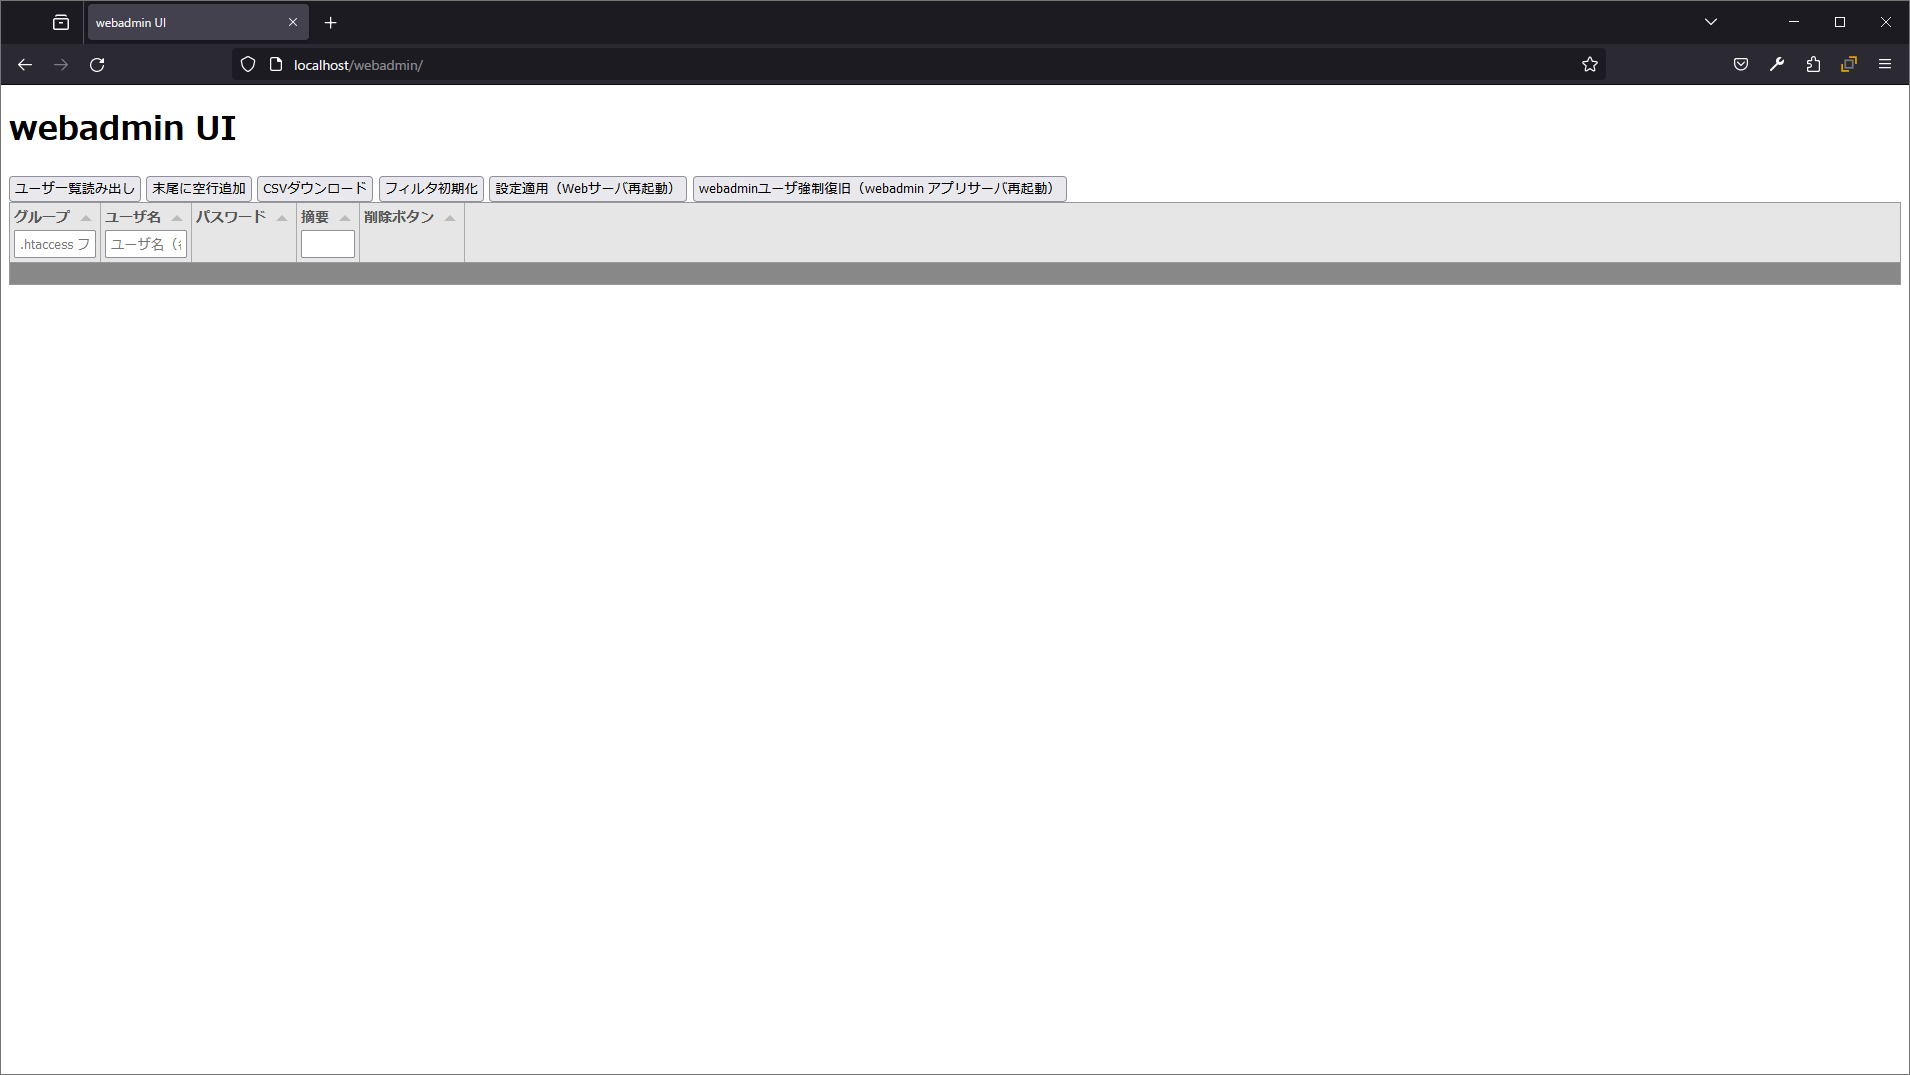 webadmin UI
localhost/webadmin/
webadmin UI
ユーザ一覧読み出し 末尾に空行追加 CSVダウンロード フィルタ初期化 設定適用（Webサーバ再起動） webadminユーザ強制復旧（webadmin アプリサーバ再起動）
グループ ユーザ名 パスワード 摘要 削除ボタン
.htaccess フ ユーザ名（